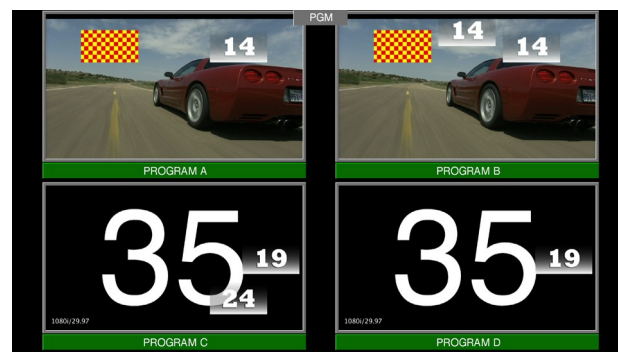 PGM
14
14
14
PROGRAM A
PROGRAM B
35
19
24
1080i/29.97
35
19
1080i/29.97
PROGRAM C
PROGRAM D